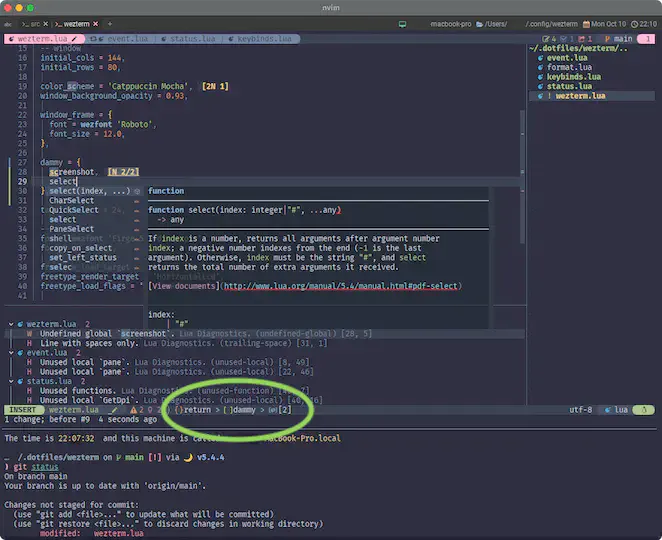 nvim
>_ src × >_ wezterm ×
macbook-pro /Users/ /.config/wezterm Mon Oct 10 22:10
wezterm.lua event.lua status.lua keybinds.lua 4 1 1 main 1
15 -- window
16 initial_cols = 144,
17 initial_rows = 80,
18
19 color_scheme = 'Catppuccin Mocha', [2N 1]
20 window_background_opacity = 0.93,
21
22 window_frame = {
23 font = wezfont 'Roboto',
24 font_size = 12.0,
25 },
26
27 dammy = {
28 screenshot, [N 2/2]
29 select
30 } select(index, ...)
31 CharSelect
QuickSelect
select
PaneSelect
shell
copy_on_select
set_left_status
selec
freetype_render_target
40 freetype_load_flags = "
41
function
function select(index: integer|"#", ...any)
-> any
If index is a number, returns all arguments after argument number
index; a negative number indexes from the end (-1 is the last
argument). Otherwise, index must be the string "#", and select
returns the total number of extra arguments it received.
[View documents](http://www.lua.org/manual/5.4/manual.html#pdf-select)
index:
| "#"
~/.dotfiles/wezterm/..
event.lua
format.lua
keybinds.lua
status.lua
! wezterm.lua
wezterm.lua 2
W Undefined global `screenshot`. Lua Diagnostics. (undefined-global) [28, 5]
H Line with spaces only. Lua Diagnostics. (trailing-space) [31, 1]
event.lua 2
H Unused local `pane`. Lua Diagnostics. (unused-local) [8, 49]
H Unused local `pane`. Lua Diagnostics. (unused-local) [22, 46]
status.lua 2
H Unused functions. Lua Diagnostics. (unused-function)
H Unused local `GetDpi`. Lua Diagnostics. (unused-local)
INSERT wezterm.lua 2 0 2 {}return > []dammy > [2] utf-8 lua
1 change; before #9 4 seconds ago
The time is 22:07:32 and this machine is MacBook-Pro.local
~/.dotfiles/wezterm on main [!] via v5.4.4
) git status
On branch main
Your branch is up to date with 'origin/main'.
Changes not staged for commit:
(use "git add <file>..." to update what will be committed)
(use "git restore <file>..." to discard changes in working directory)
modified: wezterm.lua